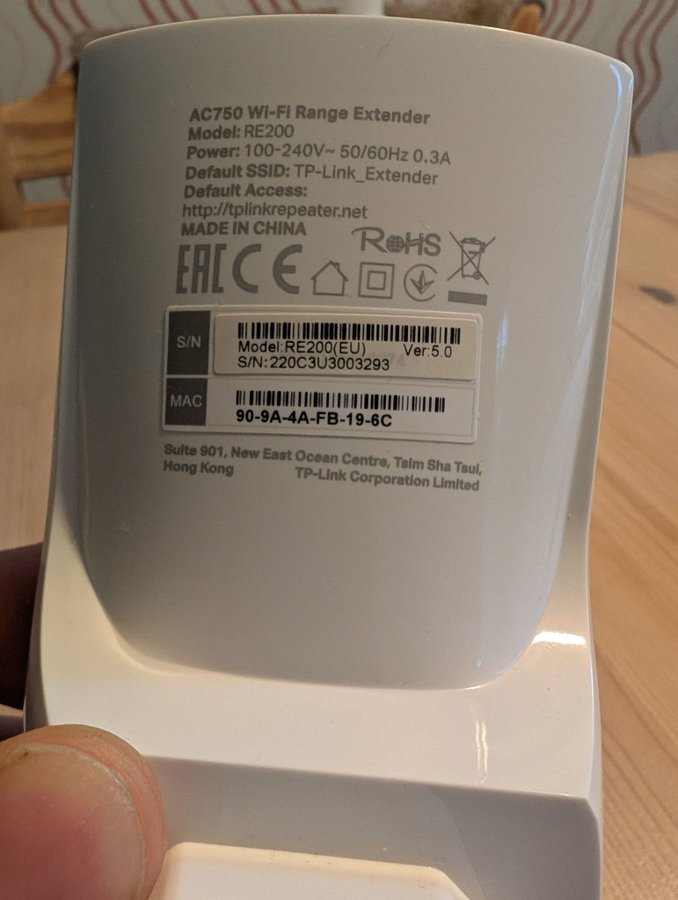 AC750 Wi-Fi Range Extender
Model: RE200
Power: 100-240V~ 50/60Hz 0.3A
Default SSID: TP-Link_Extender
Default Access:
http://tplinkrepeater.net
MADE IN CHINA
RoHS
EAC CE
S/N
Model:RE200(EU) Ver:5.0
S/N:220C3U3003293
MAC
90-9A-4A-FB-19-6C
Suite 901, New East Ocean Centre, Tsim Sha Tsui,
Hong Kong TP-Link Corporation Limited